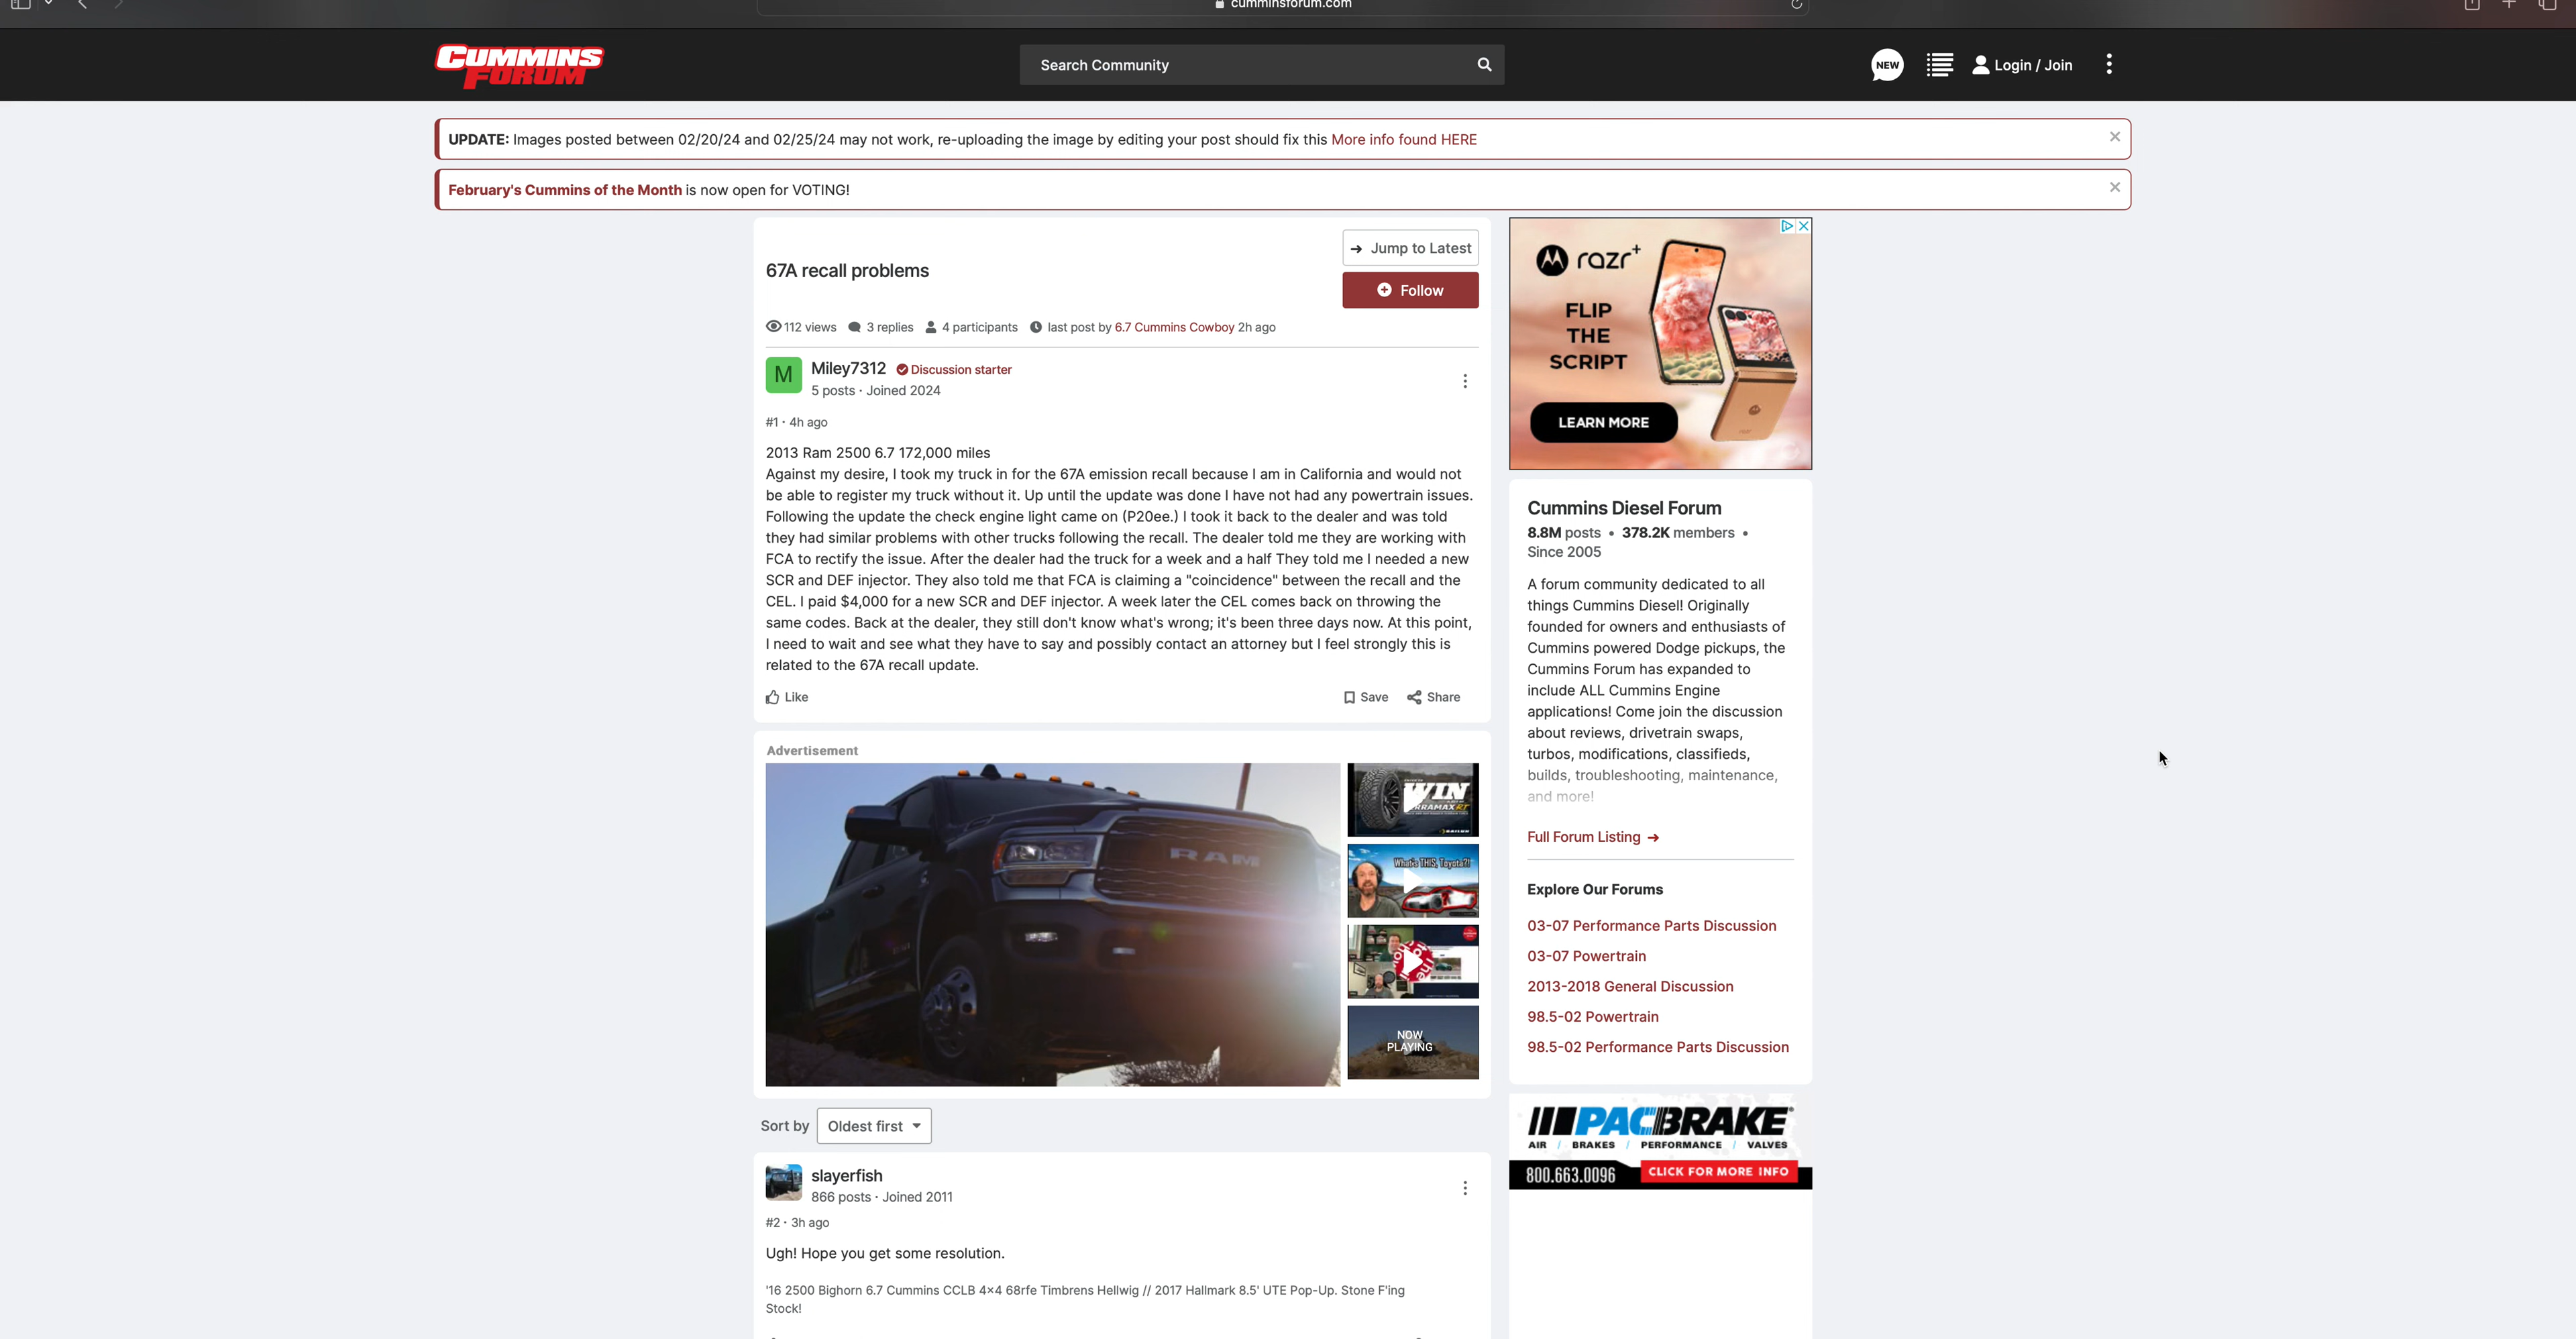 cumminsforum.com
CUMMINS
FORUM
Search Community
NEW
Login / Join
UPDATE: Images posted between 02/20/24 and 02/25/24 may not work, re-uploading the image by editing your post should fix this More info found HERE
February's Cummins of the Month is now open for VOTING!
67A recall problems
Jump to Latest
Follow
112 views 3 replies 4 participants last post by 6.7 Cummins Cowboy 2h ago
M
Miley7312 Discussion starter
5 posts · Joined 2024
#1 · 4h ago
2013 Ram 2500 6.7 172,000 miles
Against my desire, I took my truck in for the 67A emission recall because I am in California and would not
be able to register my truck without it. Up until the update was done I have not had any powertrain issues.
Following the update the check engine light came on (P20ee.) I took it back to the dealer and was told
they had similar problems with other trucks following the recall. The dealer told me they are working with
FCA to rectify the issue. After the dealer had the truck for a week and a half They told me I needed a new
SCR and DEF injector. They also told me that FCA is claiming a "coincidence" between the recall and the
CEL. I paid $4,000 for a new SCR and DEF injector. A week later the CEL comes back on throwing the
same codes. Back at the dealer, they still don't know what's wrong; it's been three days now. At this point,
I need to wait and see what they have to say and possibly contact an attorney but I feel strongly this is
related to the 67A recall update.
Like
Save
Share
Advertisement
RAM
WIN
What's THIS, Toyota?!
NOW
PLAYING
Sort by
Oldest first
slayerfish
866 posts · Joined 2011
#2 · 3h ago
Ugh! Hope you get some resolution.
'16 2500 Bighorn 6.7 Cummins CCLB 4x4 68rfe Timbrens Hellwig // 2017 Hallmark 8.5' UTE Pop-Up. Stone F'ing
Stock!
razr+
FLIP
THE
SCRIPT
LEARN MORE
Cummins Diesel Forum
8.8M posts • 378.2K members •
Since 2005
A forum community dedicated to all
things Cummins Diesel! Originally
founded for owners and enthusiasts of
Cummins powered Dodge pickups, the
Cummins Forum has expanded to
include ALL Cummins Engine
applications! Come join the discussion
about reviews, drivetrain swaps,
turbos, modifications, classifieds,
builds, troubleshooting, maintenance,
and more!
Full Forum Listing →
Explore Our Forums
03-07 Performance Parts Discussion
03-07 Powertrain
2013-2018 General Discussion
98.5-02 Powertrain
98.5-02 Performance Parts Discussion
PACBRAKE
AIR / BRAKES / PERFORMANCE / VALVES
800.663.0096
CLICK FOR MORE INFO